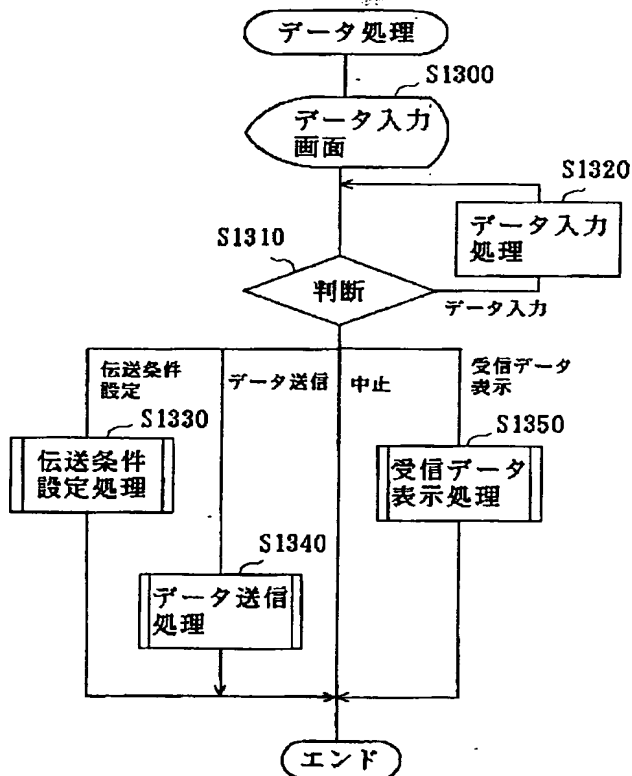 データ処理
S1300
データ入力
画面
S1320
データ入力
処理
S1310
判断
データ入力
伝送条件
設定
データ送信
中止
受信データ
表示
S1330
伝送条件
設定処理
S1350
受信データ
表示処理
S1340
データ送信
処理
エンド